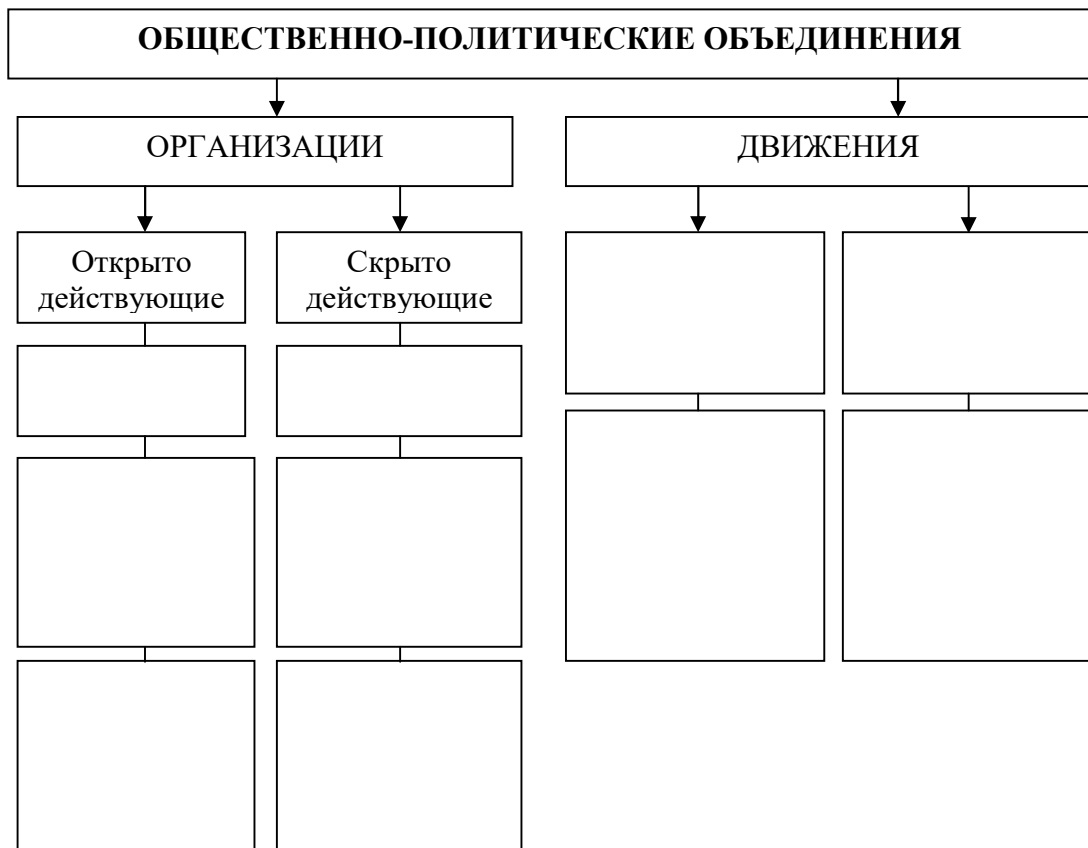 ОБЩЕСТВЕННО-ПОЛИТИЧЕСКИЕ ОБЪЕДИНЕНИЯ
ОРГАНИЗАЦИИ
ДВИЖЕНИЯ
Открыто
действующие
Скрыто
действующие